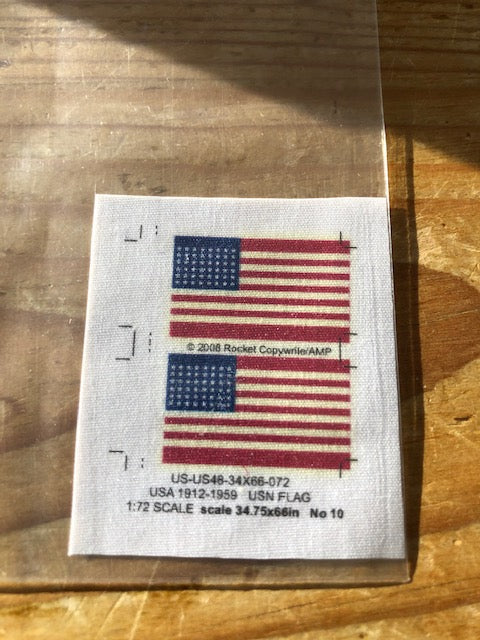 © 2008 Rocket Copywrite/AMP
US-US48-34X66-072
USA 1912-1959 USN FLAG
1:72 SCALE scale 34.75x66in No 10